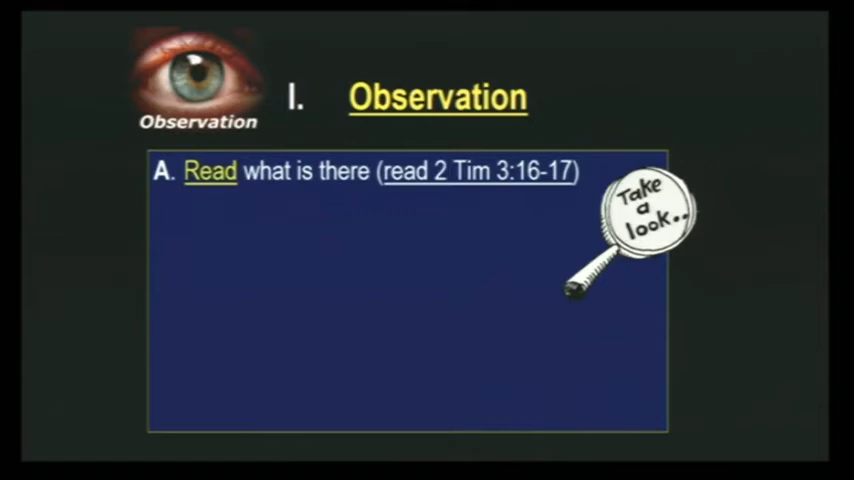 I. Observation
Observation
A. Read what is there (read 2 Tim 3:16-17)
Take
a
look..